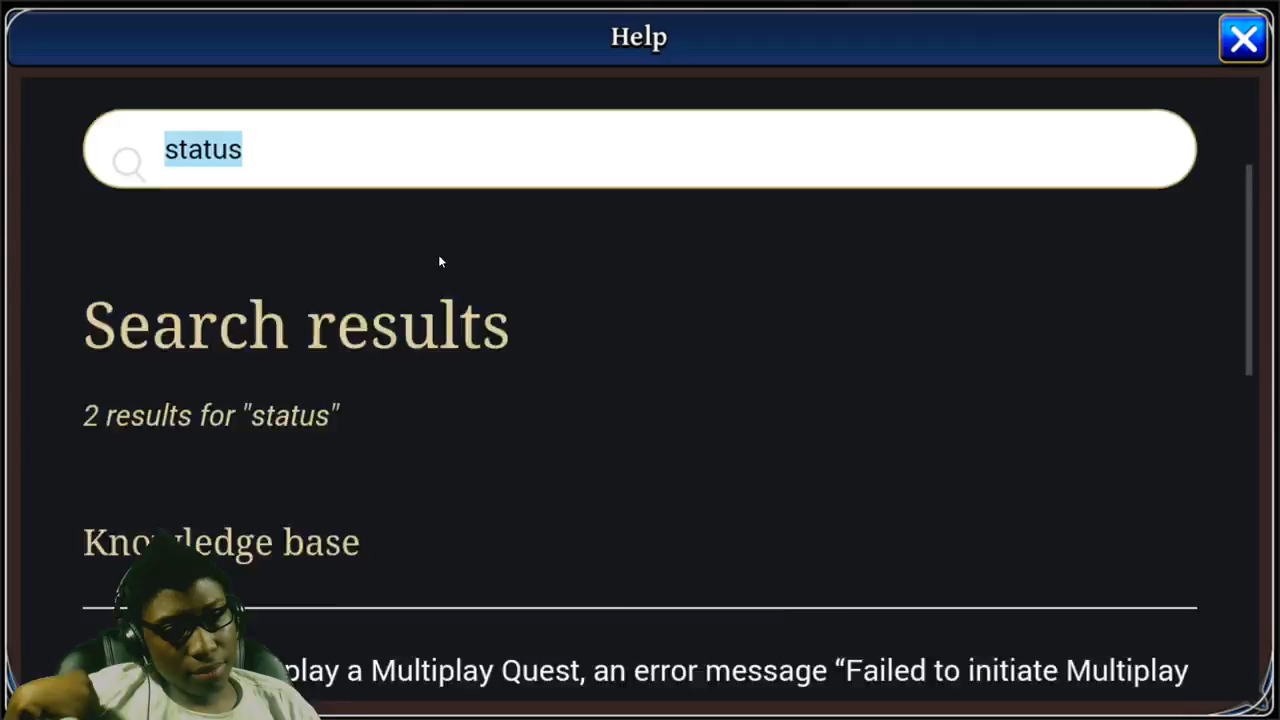 Help
status
Search results
2 results for "status"
Knowledge base
play a Multiplay Quest, an error message “Failed to initiate Multiplay